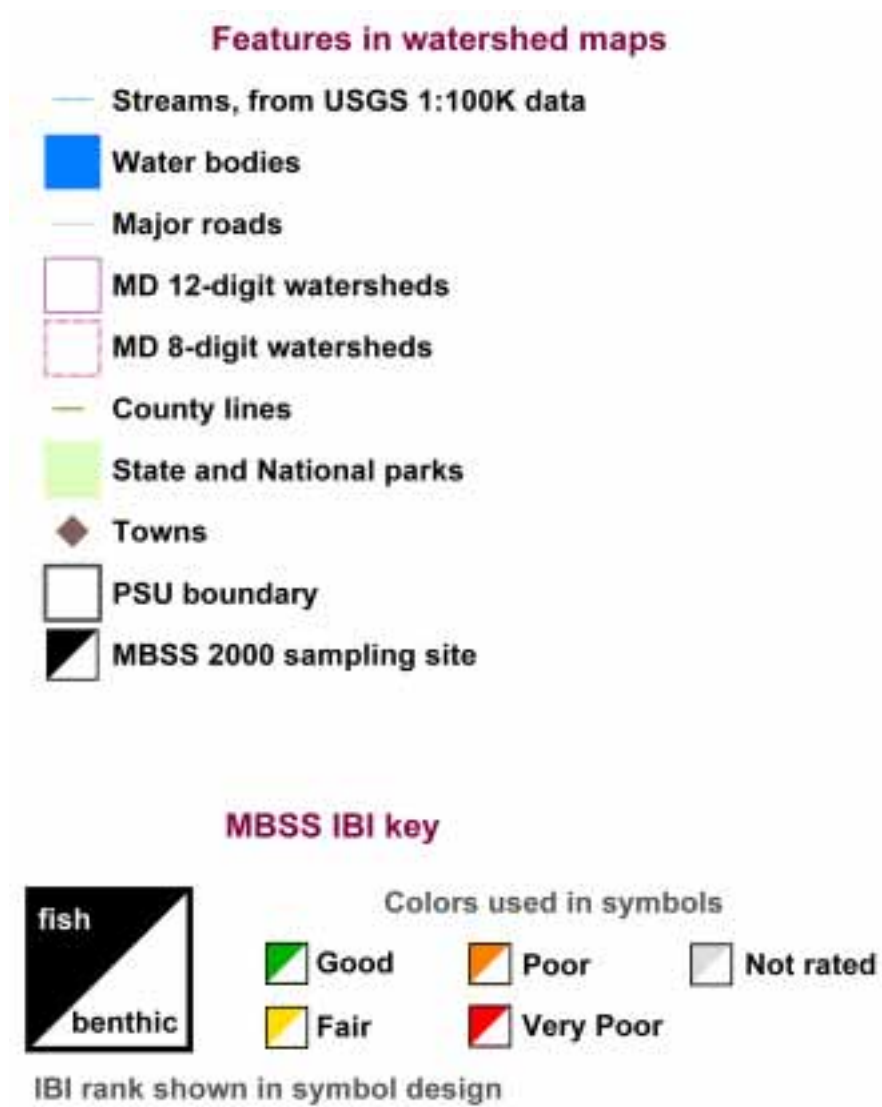 Features in watershed maps
Streams, from USGS 1:100K data
Water bodies
Major roads
MD 12-digit watersheds
MD 8-digit watersheds
County lines
State and National parks
Towns
PSU boundary
MBSS 2000 sampling site
MBSS IBI key
fish
benthic
Colors used in symbols
Good
Poor
Not rated
Fair
Very Poor
IBI rank shown in symbol design